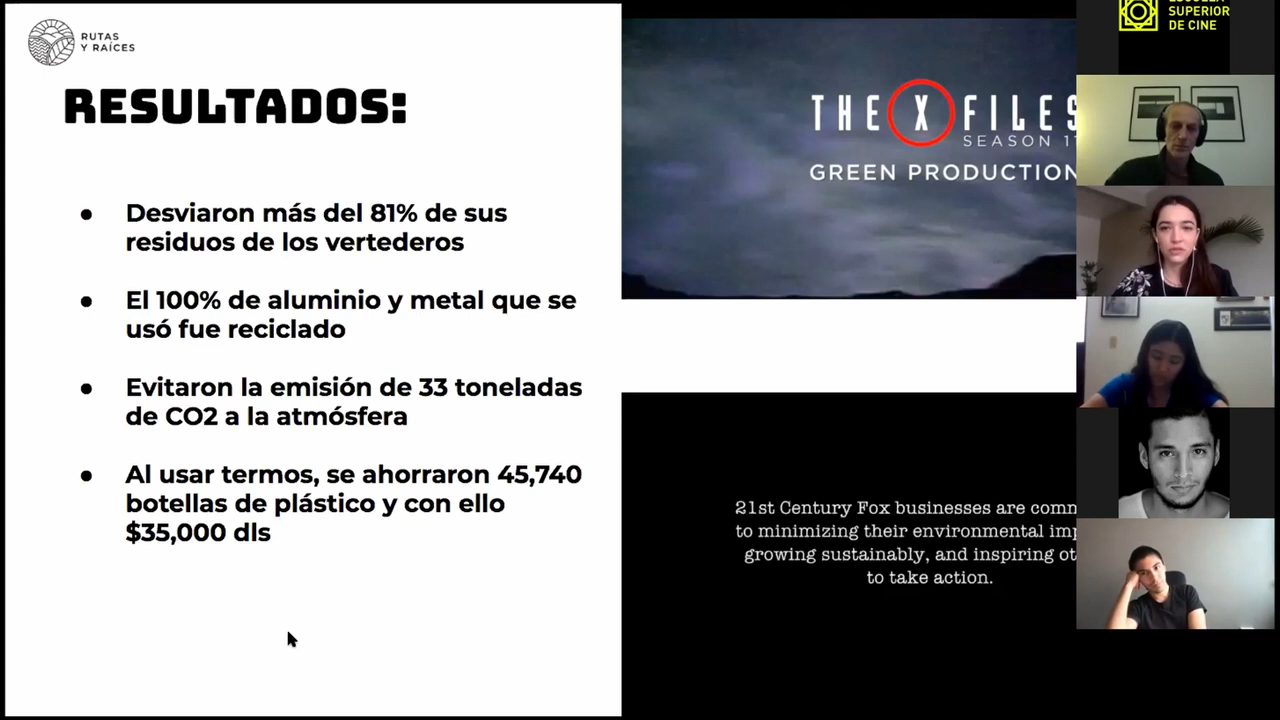 RUTAS
Y RAÍCES
RESULTADOS:
● Desviaron más del 81% de sus
residuos de los vertederos
● El 100% de aluminio y metal que se
usó fue reciclado
● Evitaron la emisión de 33 toneladas
de CO2 a la atmósfera
● Al usar termos, se ahorraron 45,740
botellas de plástico y con ello
$35,000 dls
THE X FILES
SEASON 11
GREEN PRODUCTION
21st Century Fox businesses are
to minimizing their environmental
growing sustainably, and inspiring
to take action.
SUPERIOR
DE CINE